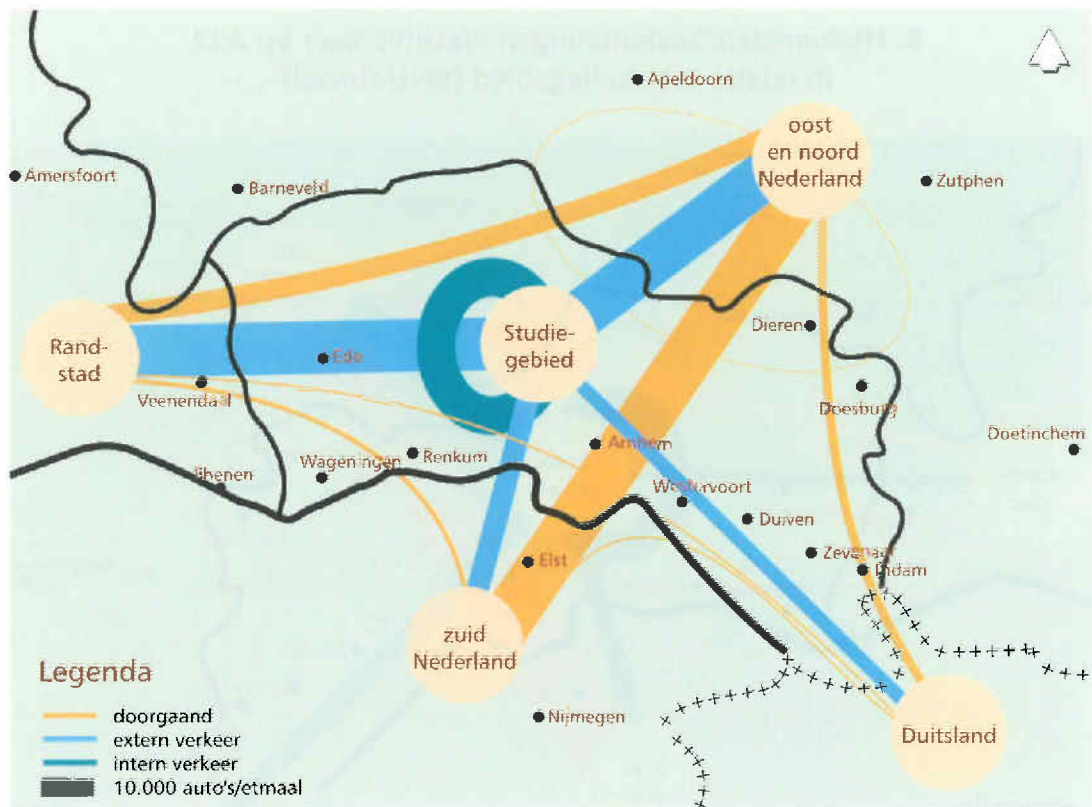 Apeldoorn
oost
en noord
Nederland
Amersfoort
Barneveld
Zutphen
Rand-
stad
Ede
Studie-
gebied
Dieren
Veenendaal
Doesburg
Doetinchem
Arnhem
Wageningen
Renkum
Rhenen
Westervoort
Duiven
Zevenaar
Didam
Elst
zuid
Nederland
Nijmegen
Duitsland
Legenda
doorgaand
extern verkeer
intern verkeer
10.000 auto's/etmaal